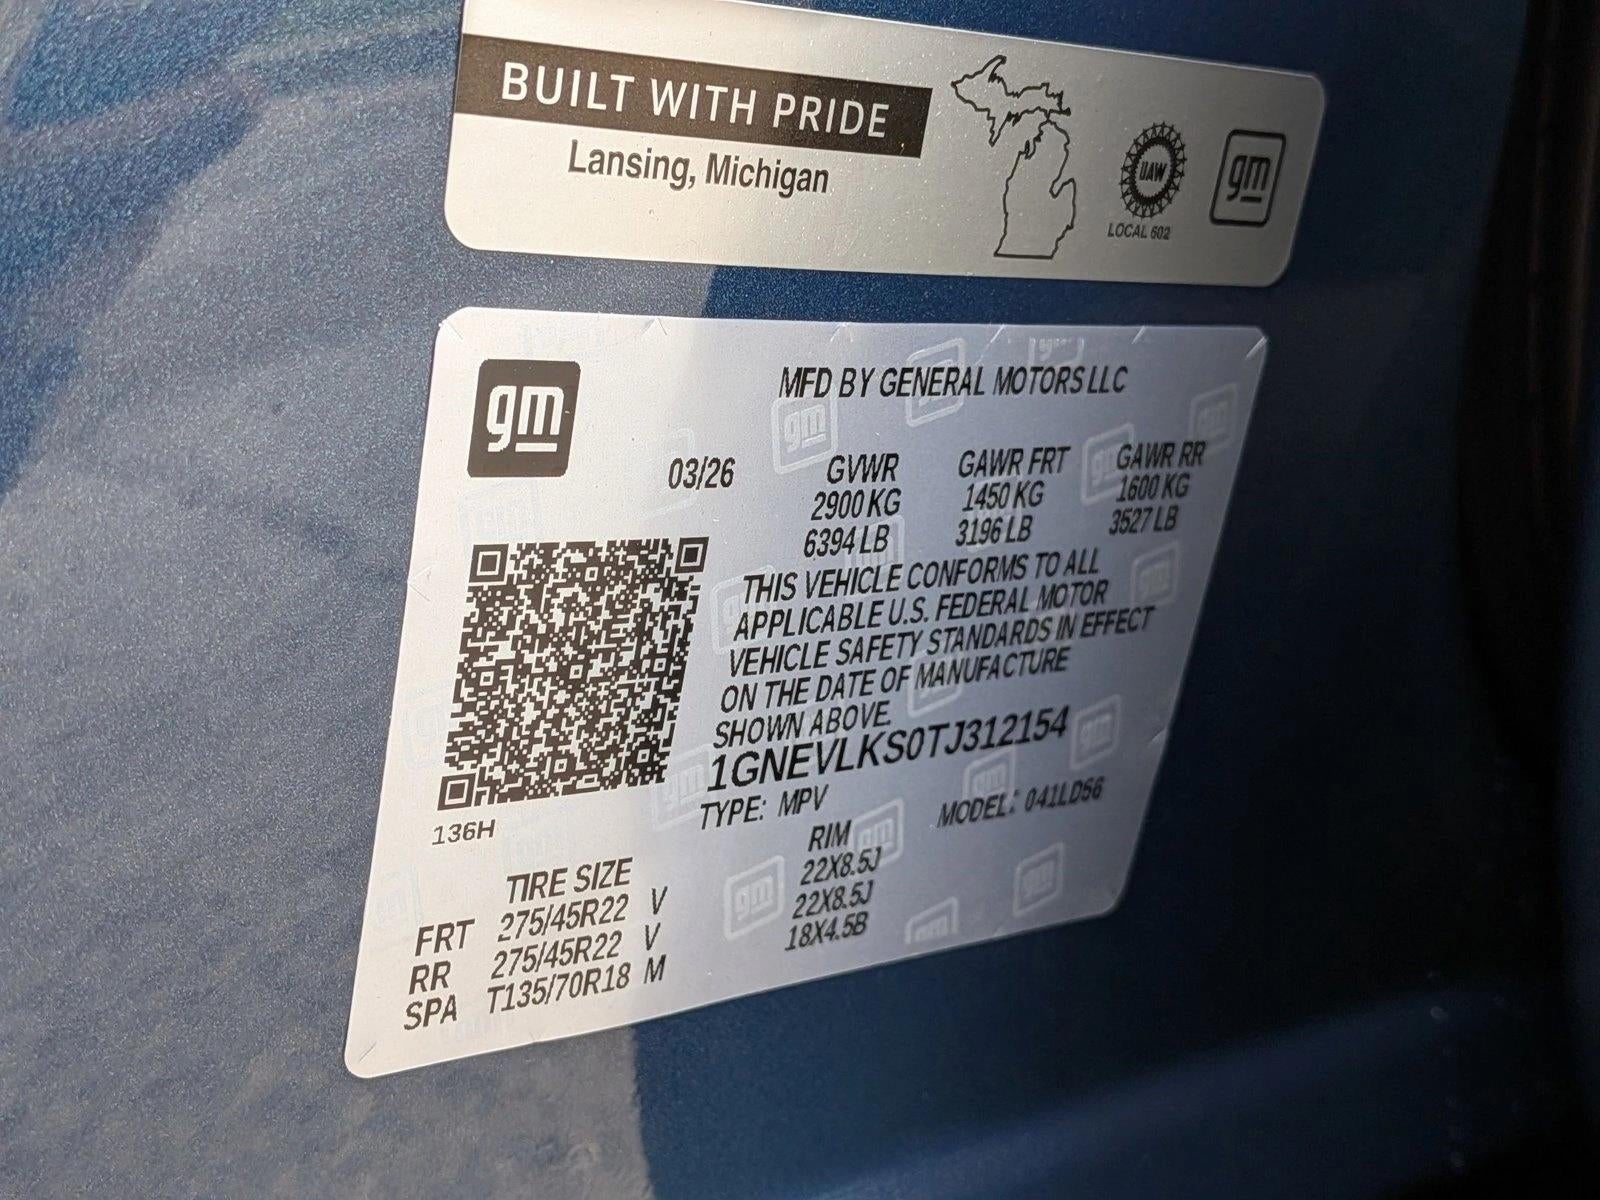 BUILT WITH PRIDE
Lansing, Michigan
UAW
LOCAL 602
gm
gm
MFD BY GENERAL MOTORS LLC
03/26 GVWR GAWR FRT GAWR RR
2900 KG 1450 KG 1600 KG
6394 LB 3196 LB 3527 LB
THIS VEHICLE CONFORMS TO ALL
APPLICABLE U.S. FEDERAL MOTOR
VEHICLE SAFETY STANDARDS IN EFFECT
ON THE DATE OF MANUFACTURE
SHOWN ABOVE.
1GNEVLKS0TJ312154
TYPE: MPV MODEL: 041LD56
136H
TIRE SIZE RIM
FRT 275/45R22 V 22X8.5J
RR 275/45R22 V 22X8.5J
SPA T135/70R18 M 18X4.5B